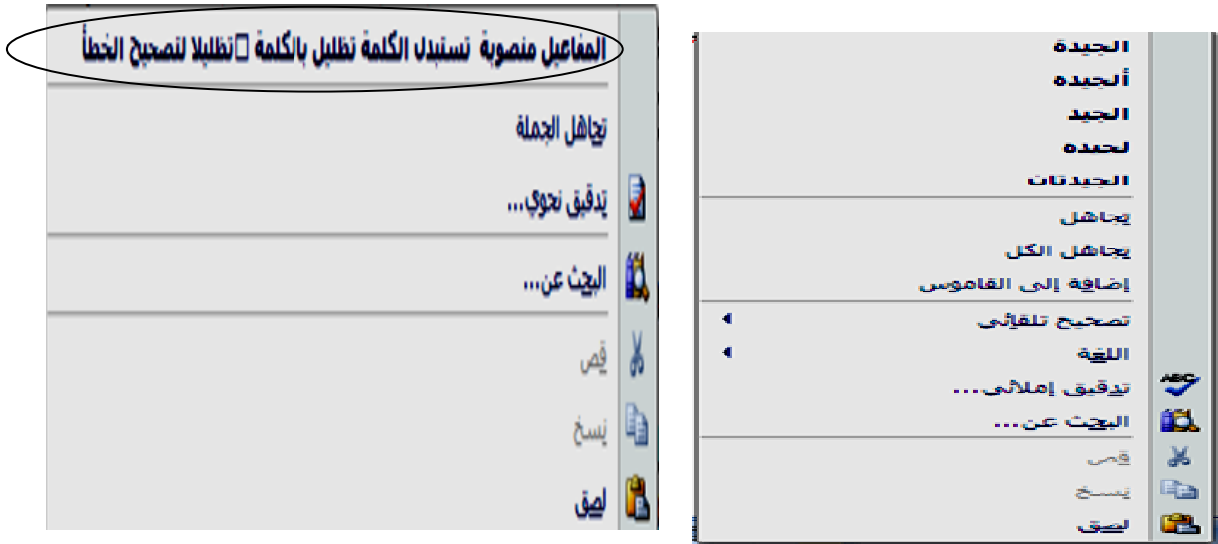 الجيدة
ألجيده
الجيد
لجيده
الجيدتات
تجاهل
تجاهل الكل
إضافة إلى القاموس
تصحيح تلقائي
اللغة
تدقيق إملائي...
ABC
البحث عن...
قص
نسخ
لصق
المفاعيل منصوبة تستبدل الكلمة تظليل بالكلمة □تظليلا لتصحيح الخطأ
تجاهل الجملة
تدقيق نحوي...
البحث عن...
قص
نسخ
لصق